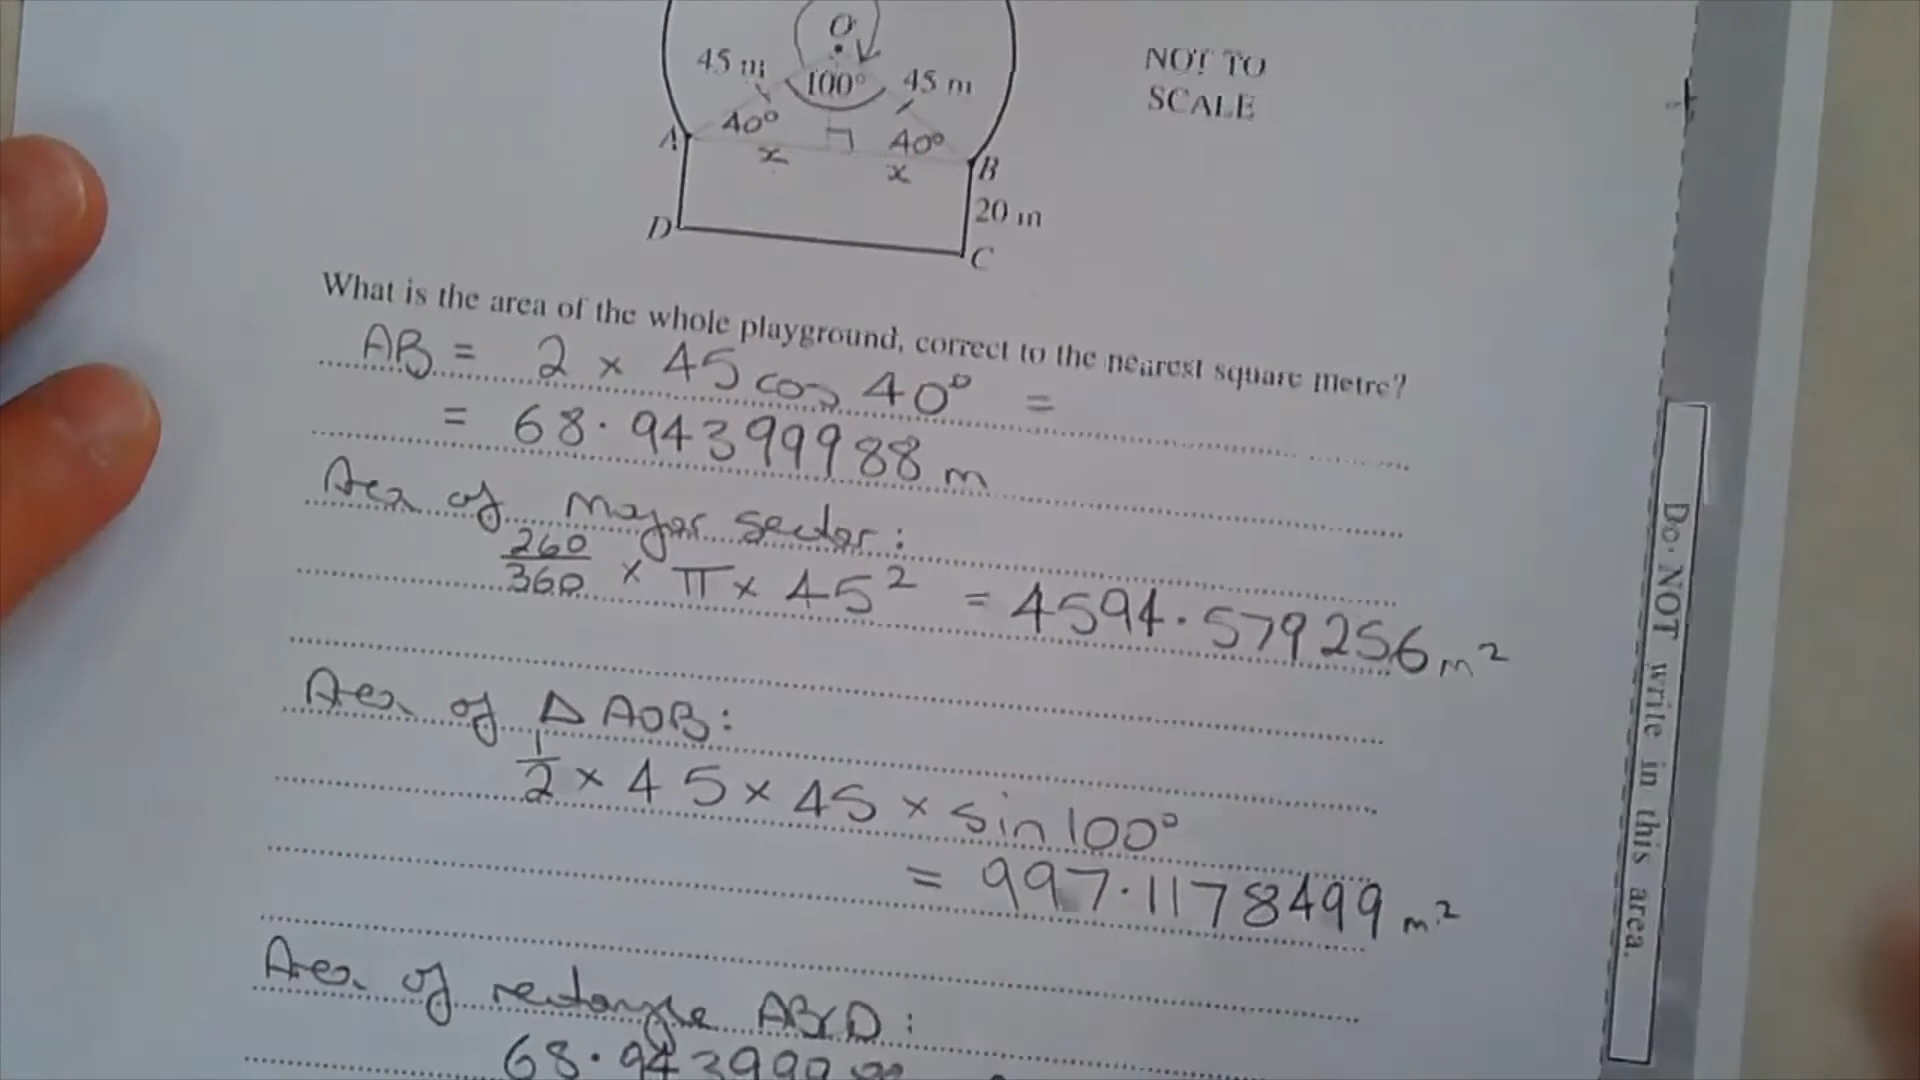 O
45 m
100°
45 m
NOT TO
SCALE
A
40°
40°
x
x
B
20 m
D
C
What is the area of the whole playground, correct to the nearest square metre?
AB = 2 × 45 cos 40° =
= 68.94399988 m
Area of Major sector:
260/360 × π × 45² = 4594.579256 m²
Area of Δ AOB:
1/2 × 45 × 45 × sin 100°
= 997.1178499 m²
Area of rectangle ABCD:
Do NOT write in this area.